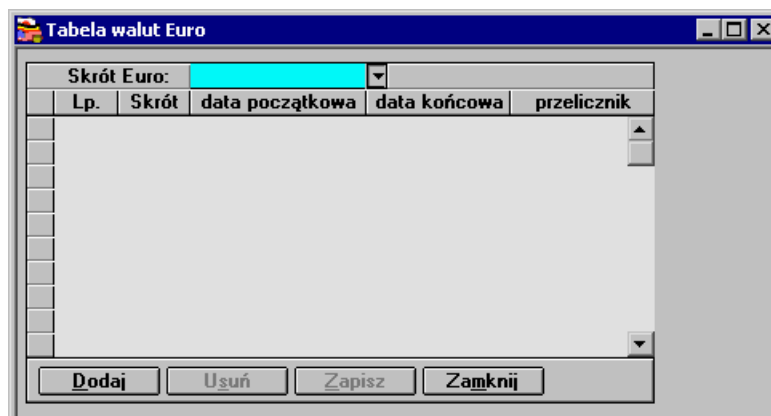 Tabela walut Euro
Skrót Euro:
Lp. Skrót data początkowa data końcowa przelicznik
Dodaj Usuń Zapisz Zamknij